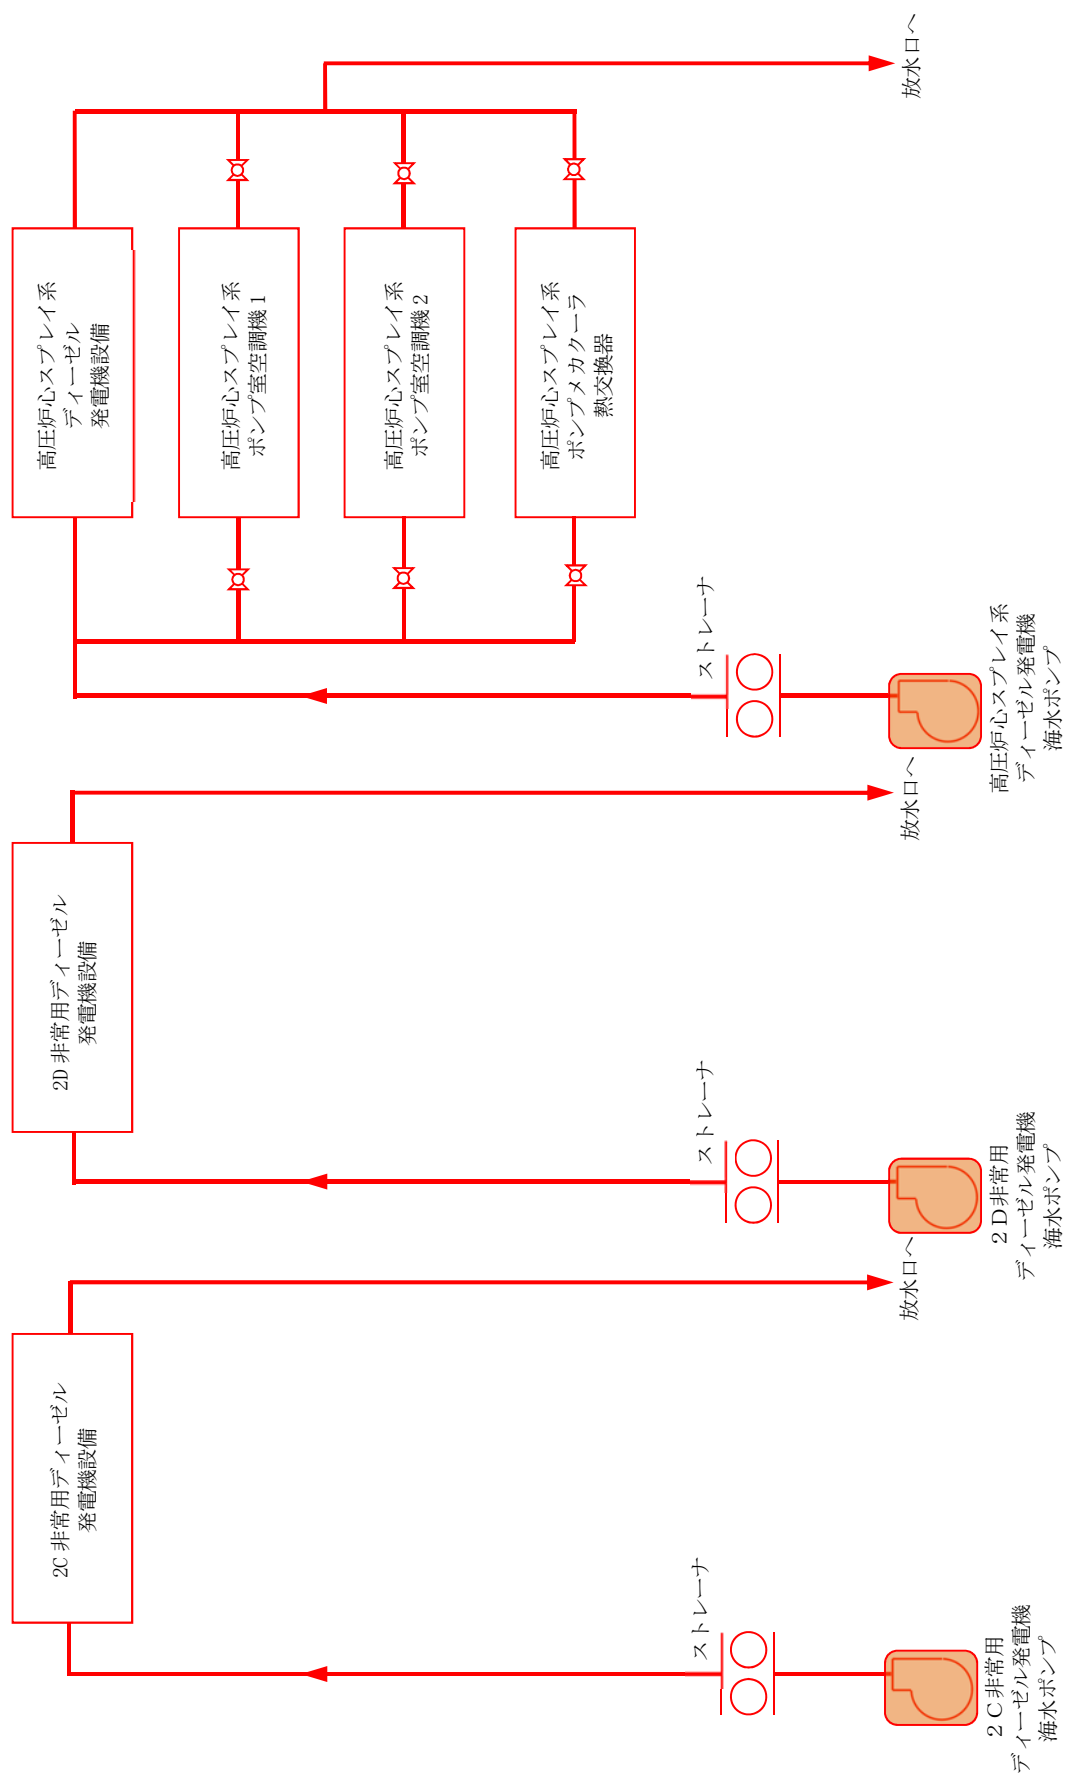 2C 非常用ディーゼル
発電機設備
放水口へ
ストレーナ
2C非常用
ディーゼル発電機
海水ポンプ
2D 非常用ディーゼル
発電機設備
放水口へ
ストレーナ
2D非常用
ディーゼル発電機
海水ポンプ
高圧炉心スプレイ系
ディーゼル
発電機設備
高圧炉心スプレイ系
ポンプ室空調機 1
高圧炉心スプレイ系
ポンプ室空調機 2
高圧炉心スプレイ系
ポンプメカクーラ
熱交換器
放水口へ
ストレーナ
高圧炉心スプレイ系
ディーゼル発電機
海水ポンプ